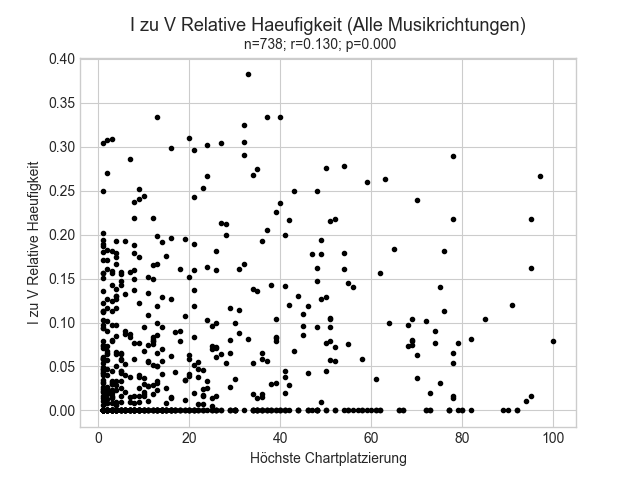 I zu V Relative Haeufigkeit (Alle Musikrichtungen)
n=738; r=0.130; p=0.000
I zu V Relative Haeufigkeit
0.40
0.35
0.30
0.25
0.20
0.15
0.10
0.05
0.00
0 20 40 60 80 100
Höchste Chartplatzierung